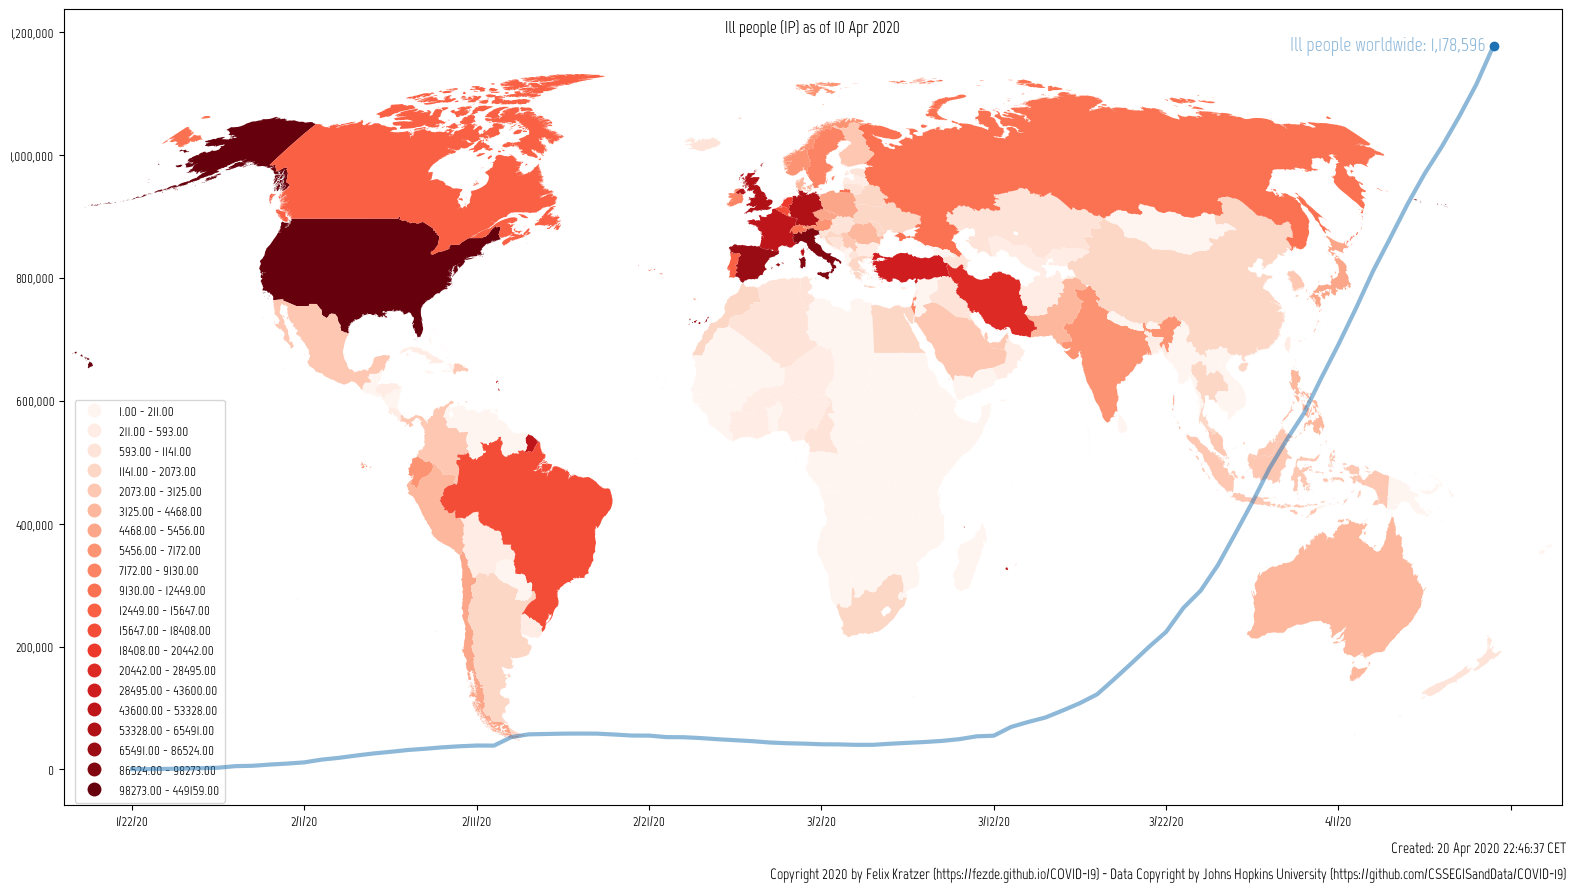 Ill people (IP) as of 10 Apr 2020
Ill people worldwide: 1,178,596
1,200,000
1,000,000
800,000
600,000
400,000
200,000
0
1.00 - 211.00
211.00 - 593.00
593.00 - 1141.00
1141.00 - 2073.00
2073.00 - 3125.00
3125.00 - 4468.00
4468.00 - 5456.00
5456.00 - 7172.00
7172.00 - 9130.00
9130.00 - 12449.00
12449.00 - 15647.00
15647.00 - 18408.00
18408.00 - 20442.00
20442.00 - 28495.00
28495.00 - 43600.00
43600.00 - 53328.00
53328.00 - 65491.00
65491.00 - 86524.00
86524.00 - 98273.00
98273.00 - 449159.00
1/22/20 2/1/20 2/11/20 2/21/20 3/2/20 3/12/20 3/22/20 4/1/20
Created: 20 Apr 2020 22:46:37 CET
Copyright 2020 by Felix Kratzer (https://fezde.github.io/COVID-19) - Data Copyright by Johns Hopkins University (https://github.com/CSSEGISandData/COVID-19)